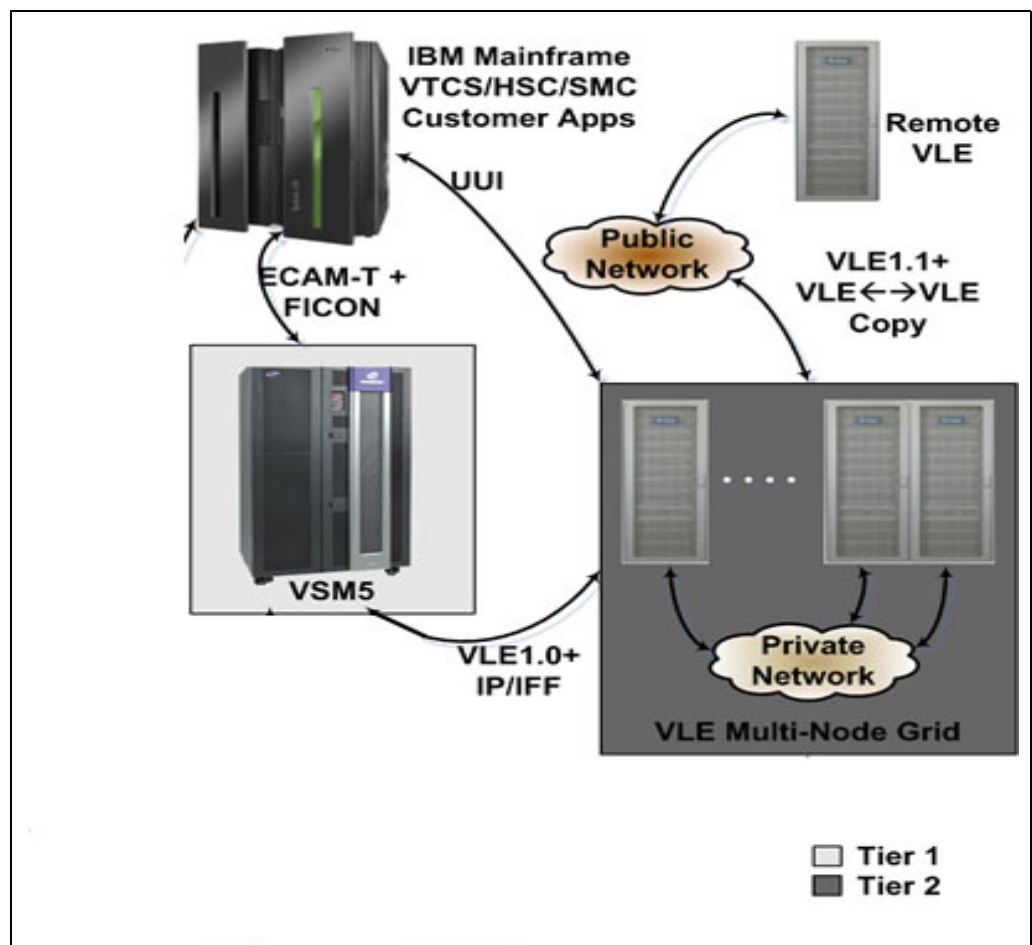 IBM Mainframe
VTCS/HSC/SMC
Customer Apps
Remote
VLE
UUI
Public
Network
ECAM-T +
FICON
VLE1.1+
VLE←→VLE
Copy
VSM5
VLE1.0+
IP/IFF
Private
Network
VLE Multi-Node Grid
Tier 1
Tier 2